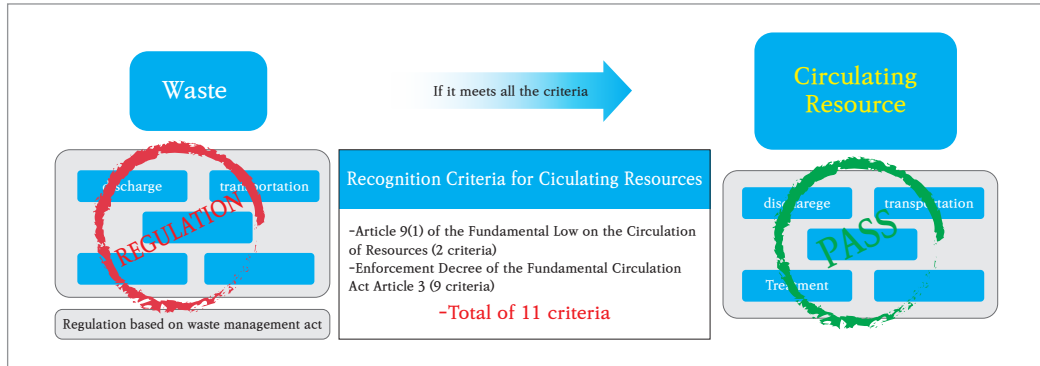 Waste
If it meets all the criteria
Circulating
Resource
discharge
transportation
REGULATION
Regulation based on waste management act
Recognition Criteria for Ciculating Resources
-Article 9(1) of the Fundamental Low on the Circulation
of Resources (2 criteria)
-Enforcement Decree of the Fundamental Circulation
Act Article 3 (9 criteria)
-Total of 11 criteria
discharege
transportation
PASS
Treatment